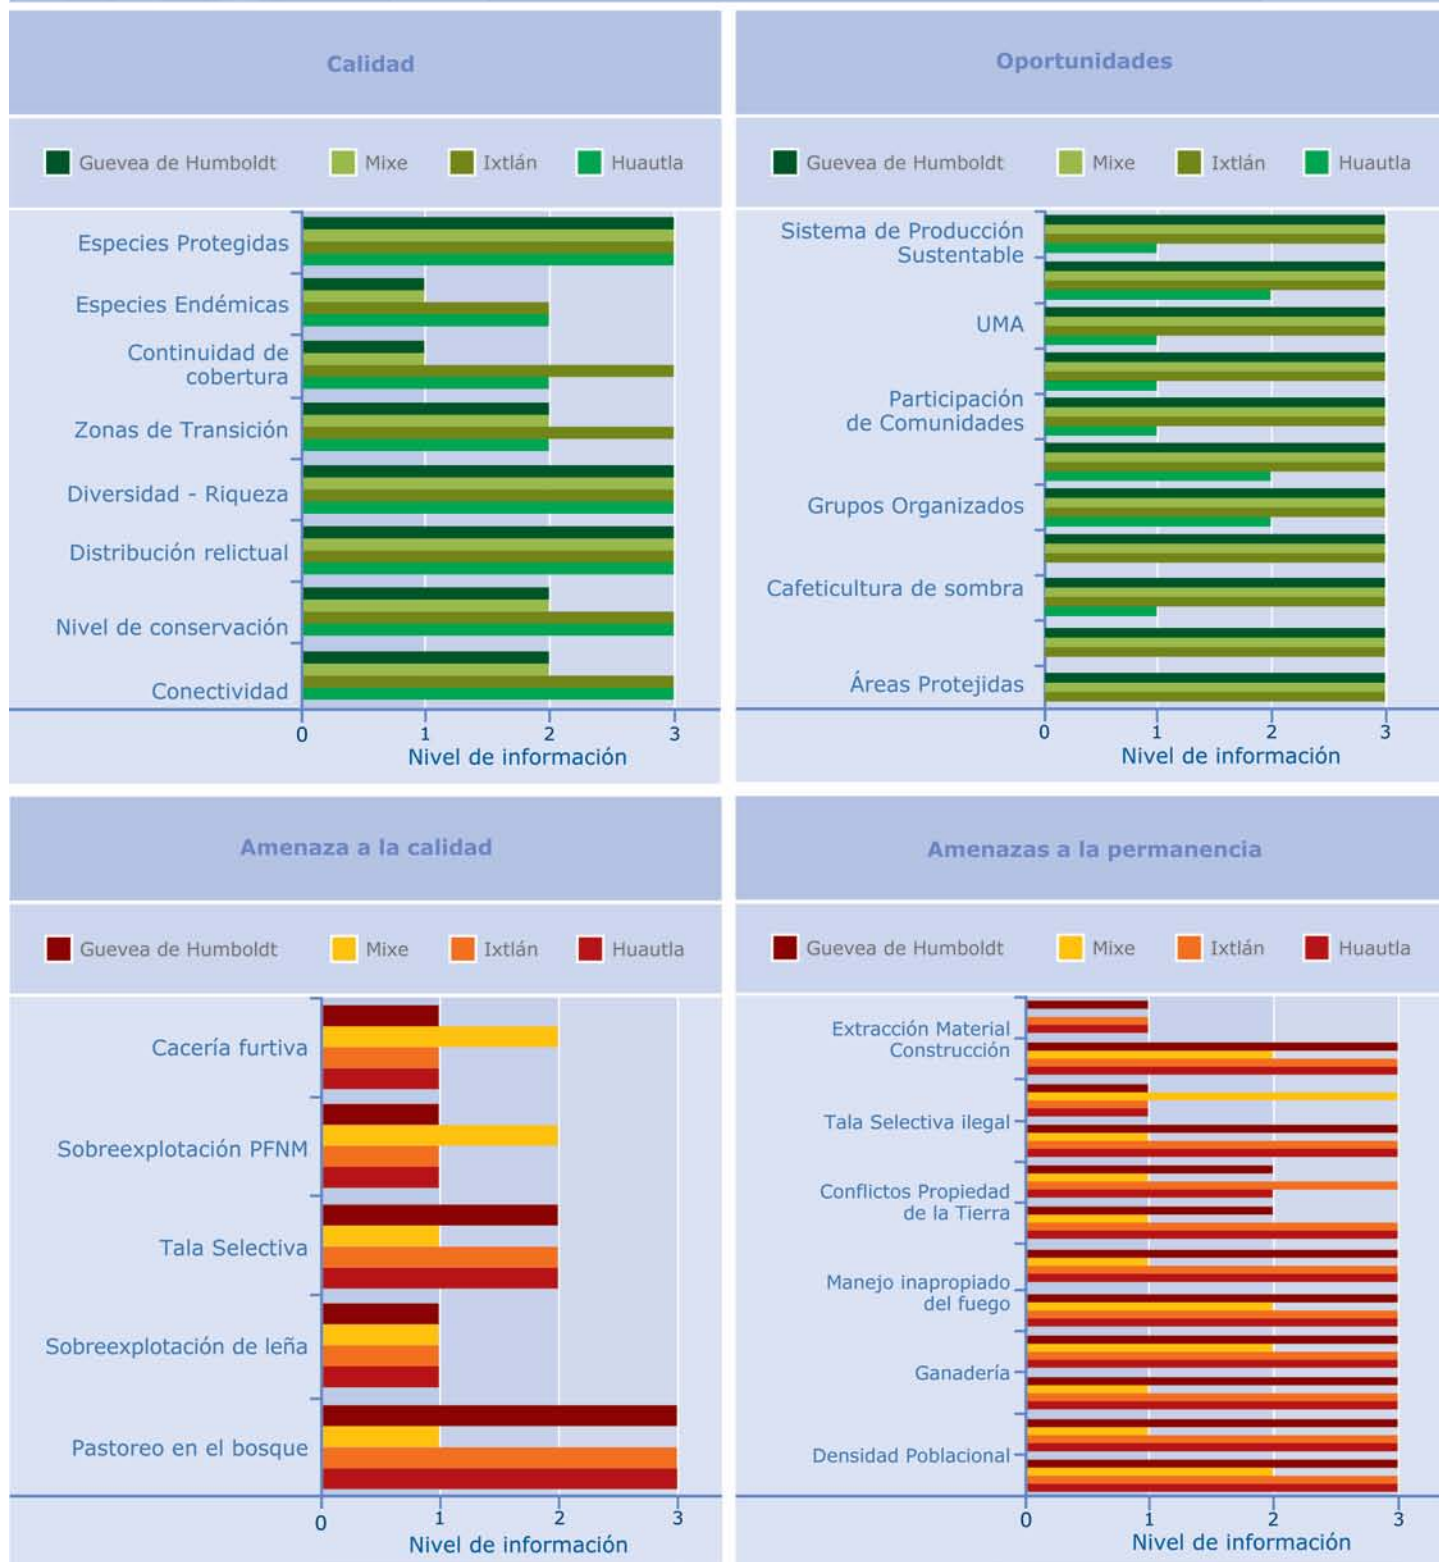 Calidad
Guevea de Humboldt Mixe Ixtlán Huautla
Especies Protegidas
Especies Endémicas
Continuidad de
cobertura
Zonas de Transición
Diversidad - Riqueza
Distribución relictual
Nivel de conservación
Conectividad
0 1 2 3
Nivel de información
Oportunidades
Guevea de Humboldt Mixe Ixtlán Huautla
Sistema de Producción
Sustentable
UMA
Participación
de Comunidades
Grupos Organizados
Cafeticultura de sombra
Áreas Protejidas
0 1 2 3
Nivel de información
Amenaza a la calidad
Guevea de Humboldt Mixe Ixtlán Huautla
Cacería furtiva
Sobreexplotación PFNM
Tala Selectiva
Sobreexplotación de leña
Pastoreo en el bosque
0 1 2 3
Nivel de información
Amenazas a la permanencia
Guevea de Humboldt Mixe Ixtlán Huautla
Extracción Material
Construcción
Tala Selectiva ilegal
Conflictos Propiedad
de la Tierra
Manejo inapropiado
del fuego
Ganadería
Densidad Poblacional
0 1 2 3
Nivel de información